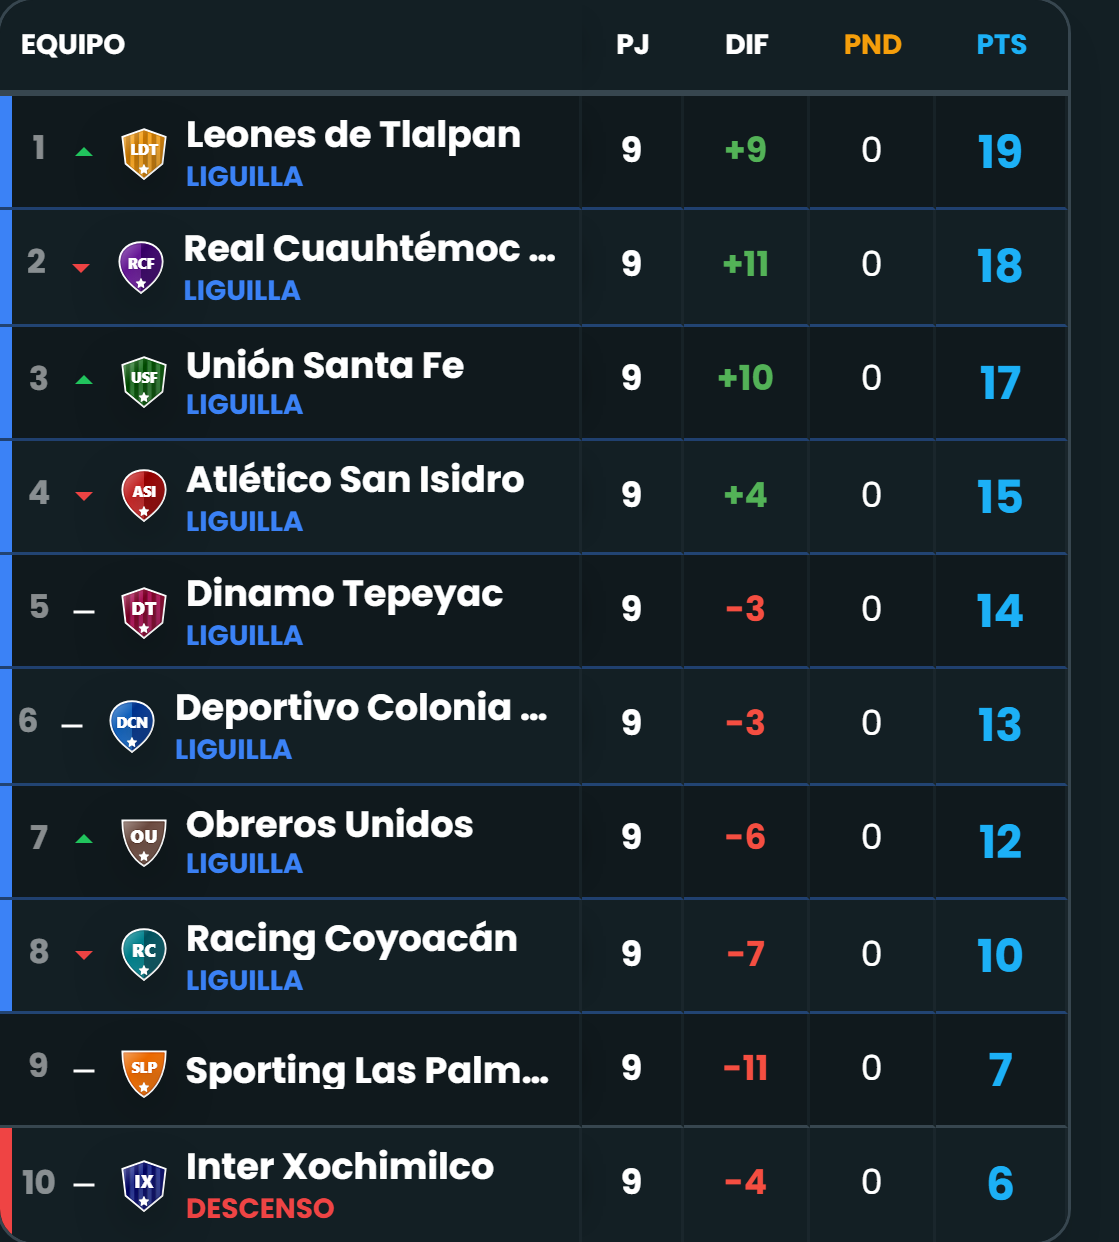 EQUIPO PJ DIF PND PTS
1 LDT Leones de Tlalpan 9 +9 0 19
LIGUILLA
2 RCF Real Cuauhtémoc ... 9 +11 0 18
LIGUILLA
3 USF Unión Santa Fe 9 +10 0 17
LIGUILLA
4 ASI Atlético San Isidro 9 +4 0 15
LIGUILLA
5 DT Dinamo Tepeyac 9 -3 0 14
LIGUILLA
6 DCN Deportivo Colonia ... 9 -3 0 13
LIGUILLA
7 OU Obreros Unidos 9 -6 0 12
LIGUILLA
8 RC Racing Coyoacán 9 -7 0 10
LIGUILLA
9 SLP Sporting Las Palm... 9 -11 0 7
10 IX Inter Xochimilco 9 -4 0 6
DESCENSO